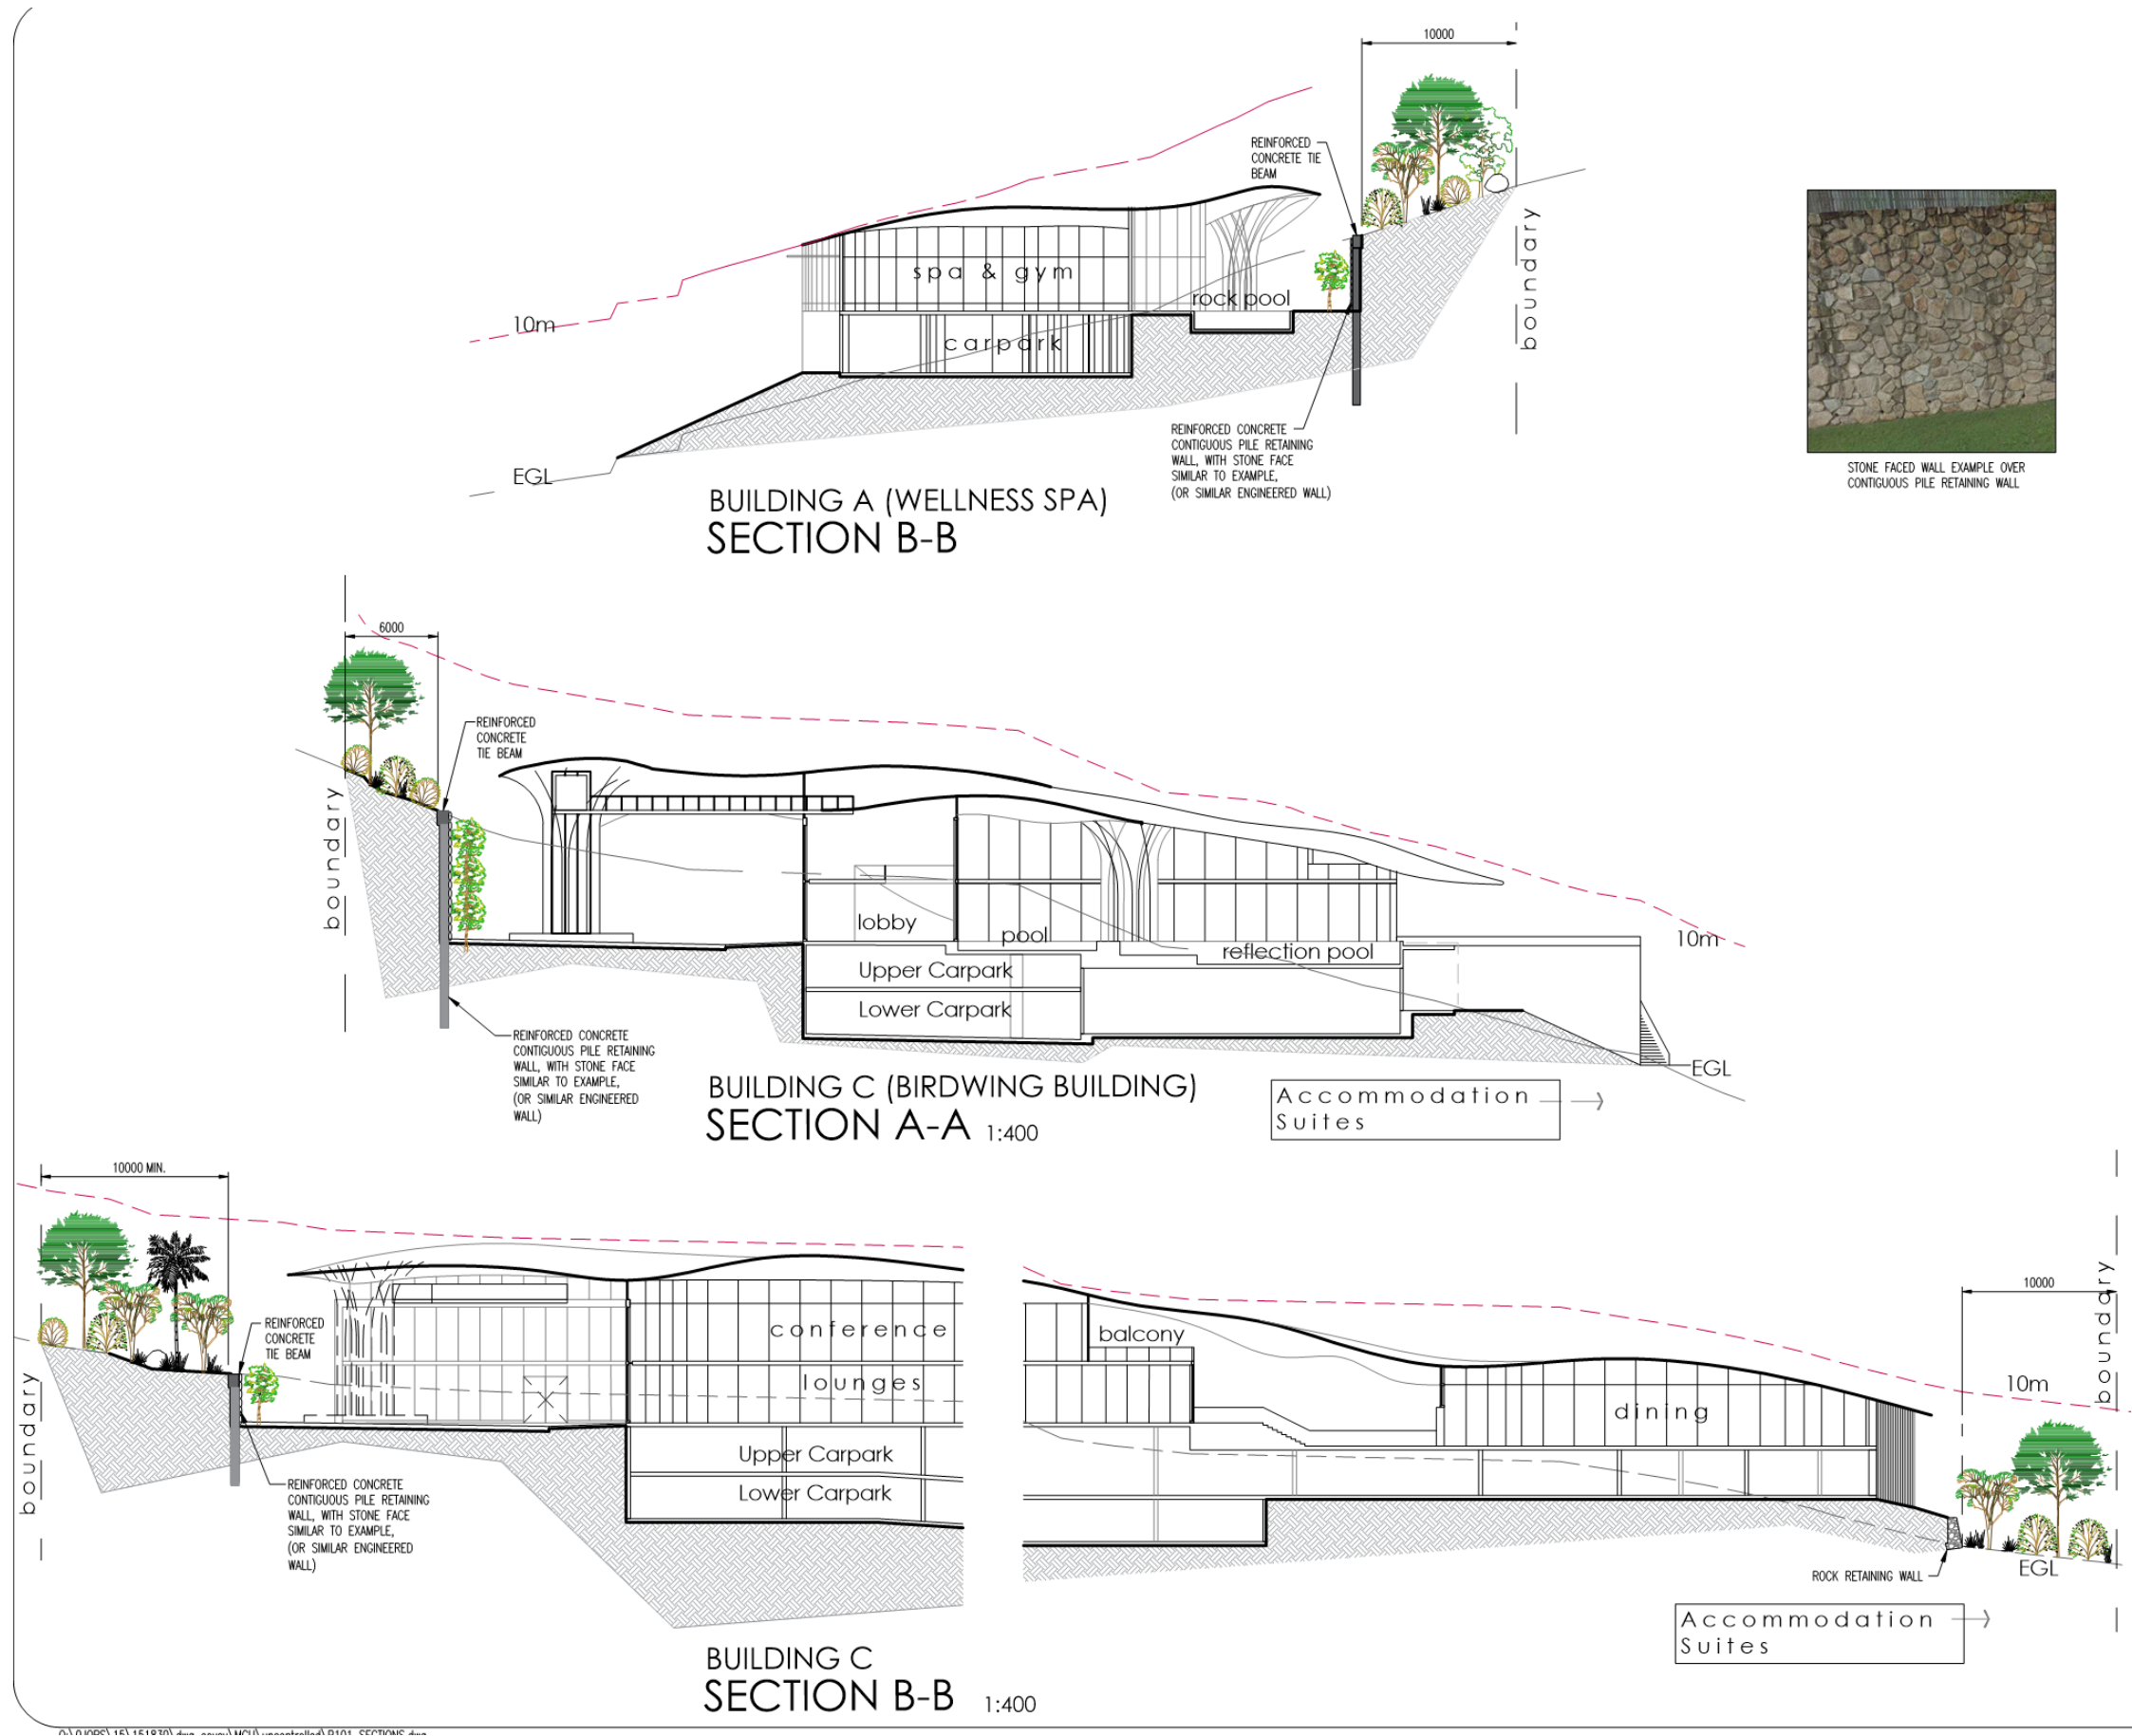 10000
REINFORCED
CONCRETE TIE
BEAM
boundary
spa & gym
rock pool
10m
carpark
REINFORCED CONCRETE
CONTIGUOUS PILE RETAINING
WALL, WITH STONE FACE
SIMILAR TO EXAMPLE,
(OR SIMILAR ENGINEERED WALL)
STONE FACED WALL EXAMPLE OVER
CONTIGUOUS PILE RETAINING WALL
EGL
BUILDING A (WELLNESS SPA)
SECTION B-B
6000
REINFORCED
CONCRETE
TIE BEAM
boundary
lobby
pool
reflection pool
10m
Upper Carpark
Lower Carpark
REINFORCED CONCRETE
CONTIGUOUS PILE RETAINING
WALL, WITH STONE FACE
SIMILAR TO EXAMPLE,
(OR SIMILAR ENGINEERED
WALL)
EGL
BUILDING C (BIRDWING BUILDING)
SECTION A-A 1:400
Accommodation
Suites
10000 MIN.
REINFORCED
CONCRETE
TIE BEAM
conference
lounges
balcony
10000
boundary
10m
dining
boundary
Upper Carpark
Lower Carpark
REINFORCED CONCRETE
CONTIGUOUS PILE RETAINING
WALL, WITH STONE FACE
SIMILAR TO EXAMPLE,
(OR SIMILAR ENGINEERED
WALL)
ROCK RETAINING WALL
EGL
Accommodation
Suites
BUILDING C
SECTION B-B 1:400